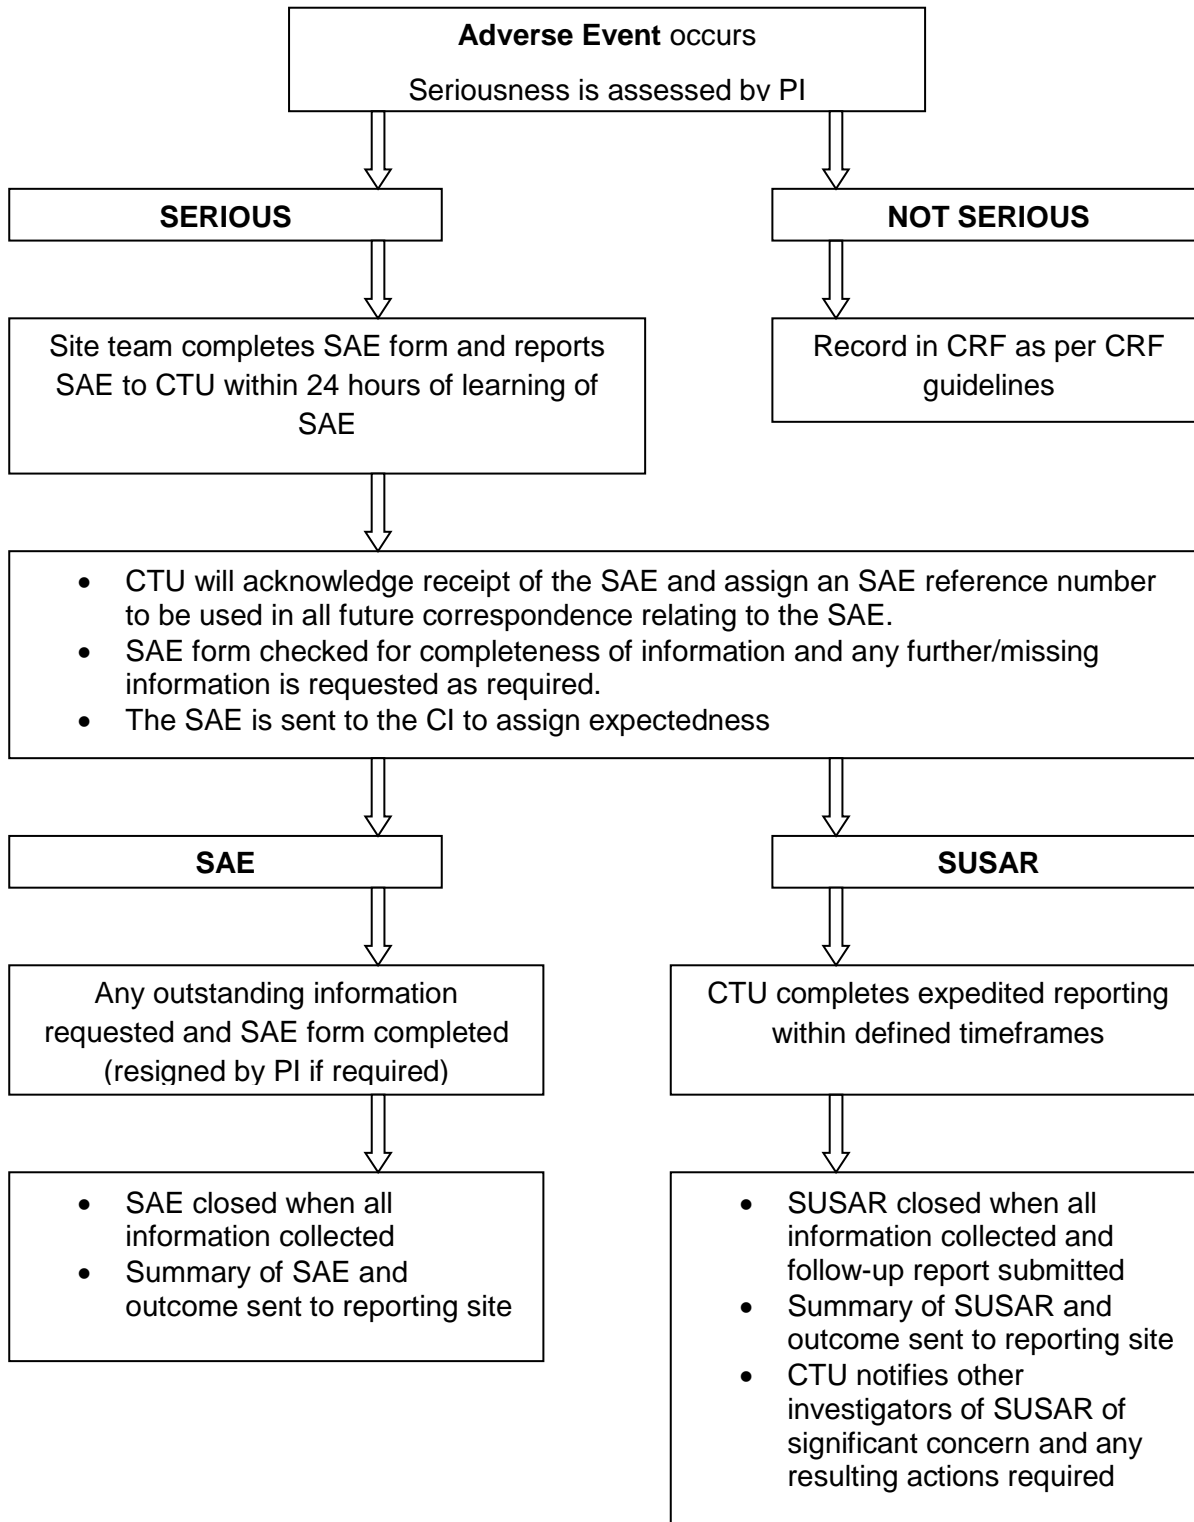 Adverse Event occurs
Seriousness is assessed by PI
SERIOUS
NOT SERIOUS
Site team completes SAE form and reports
SAE to CTU within 24 hours of learning of
SAE
Record in CRF as per CRF
guidelines
• CTU will acknowledge receipt of the SAE and assign an SAE reference number
to be used in all future correspondence relating to the SAE.
• SAE form checked for completeness of information and any further/missing
information is requested as required.
• The SAE is sent to the CI to assign expectedness
SAE
SUSAR
Any outstanding information
requested and SAE form completed
(resigned by PI if required)
CTU completes expedited reporting
within defined timeframes
• SAE closed when all
information collected
• Summary of SAE and
outcome sent to reporting site
• SUSAR closed when all
information collected and
follow-up report submitted
• Summary of SUSAR and
outcome sent to reporting site
• CTU notifies other
investigators of SUSAR of
significant concern and any
resulting actions required